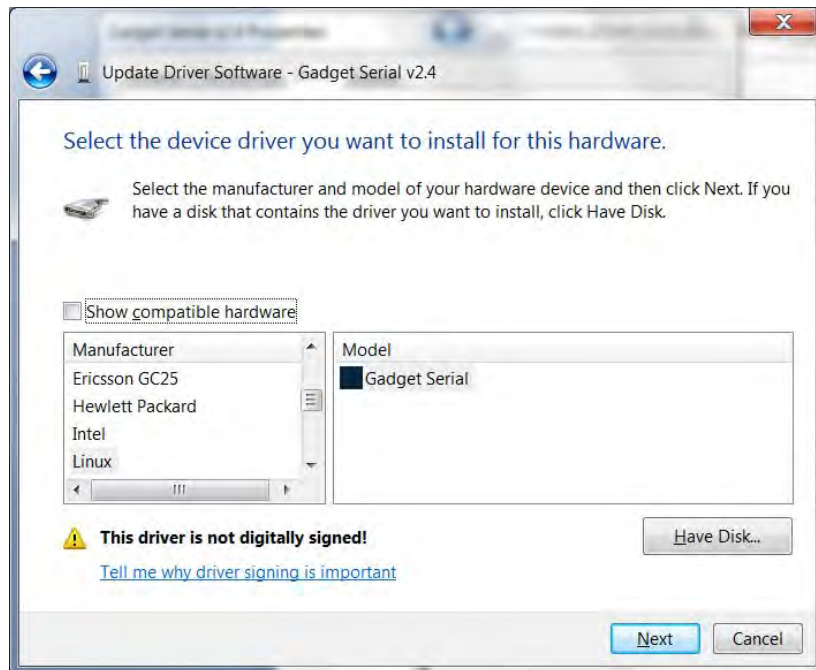 Update Driver Software - Gadget Serial v2.4
Select the device driver you want to install for this hardware.
Select the manufacturer and model of your hardware device and then click Next. If you
have a disk that contains the driver you want to install, click Have Disk.
Show compatible hardware
Manufacturer
Ericsson GC25
Hewlett Packard
Intel
Linux
Model
Gadget Serial
This driver is not digitally signed!
Have Disk...
Tell me why driver signing is important
Next
Cancel